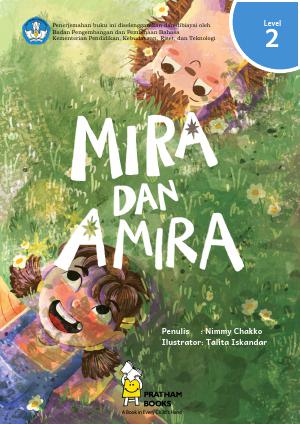 Penerjemahan buku ini diselenggarakan dan dibiayai oleh
Badan Pengembangan dan Pembinaan Bahasa
Kementerian Pendidikan, Kebudayaan, Riset, dan Teknologi
Level
2
MIRA
DAN
AMIRA
Penulis : Nimmy Chakko
Ilustrator: Talita Iskandar
PRATHAM
BOOKS
A Book in Every Child's Hand